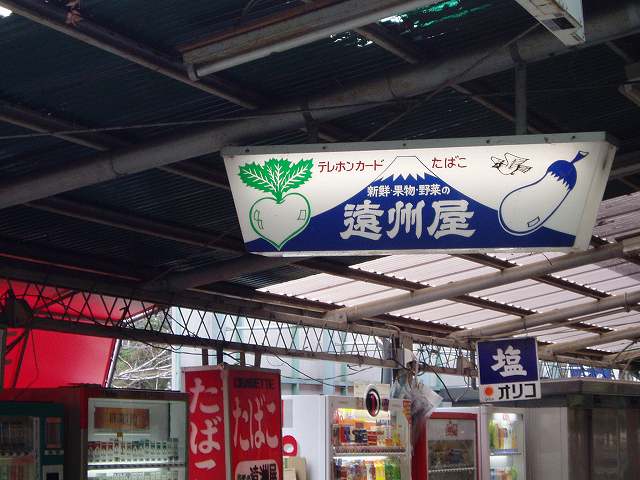 テレホンカード
たばこ
新鮮・果物・野菜の
遠州屋
塩
オリコ
たばこ
CIGARETTE
たばこ
遠州屋